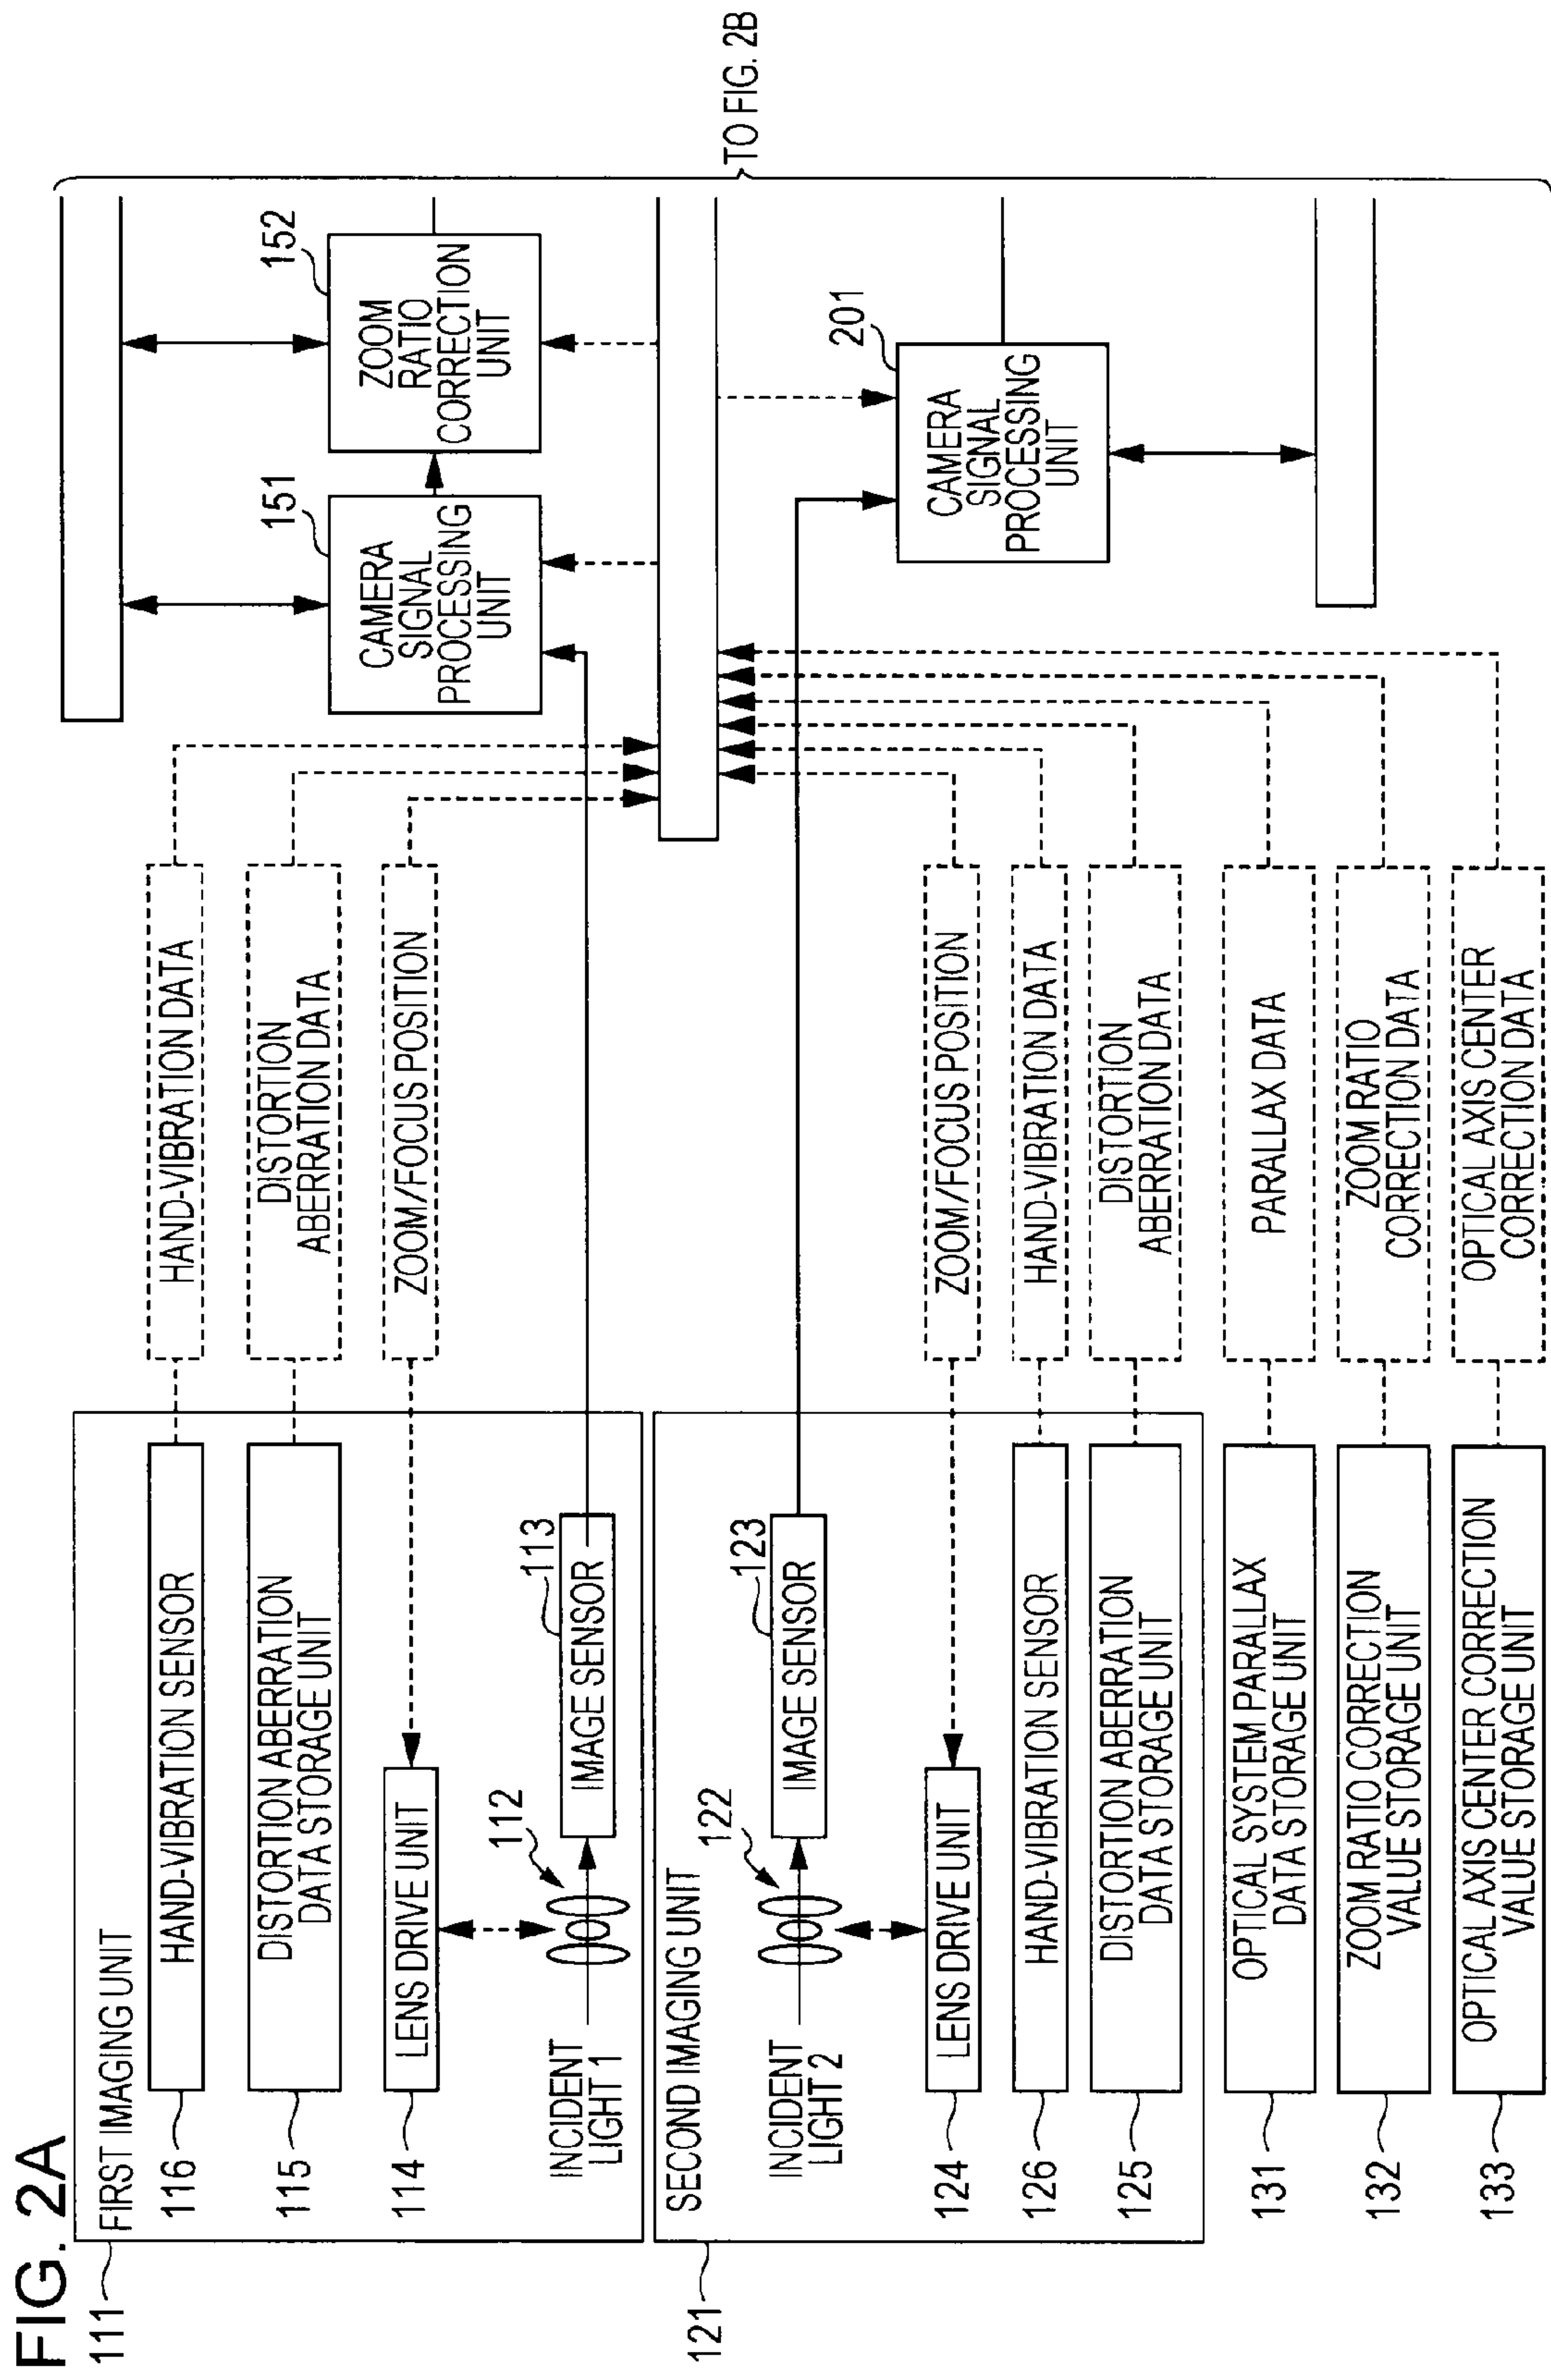 FIG. 2A
111
FIRST IMAGING UNIT
116
HAND-VIBRATION SENSOR
HAND-VIBRATION DATA
115
DISTORTION ABERRATION
DATA STORAGE UNIT
DISTORTION
ABERRATION DATA
114
LENS DRIVE UNIT
ZOOM/FOCUS POSITION
INCIDENT
LIGHT 1
112
113
IMAGE SENSOR
151
CAMERA
SIGNAL
PROCESSING
UNIT
152
ZOOM
RATIO
CORRECTION
UNIT
TO FIG. 2B
121
SECOND IMAGING UNIT
INCIDENT
LIGHT 2
122
123
IMAGE SENSOR
201
CAMERA
SIGNAL
PROCESSING
UNIT
124
LENS DRIVE UNIT
ZOOM/FOCUS POSITION
126
HAND-VIBRATION SENSOR
HAND-VIBRATION DATA
125
DISTORTION ABERRATION
DATA STORAGE UNIT
DISTORTION
ABERRATION DATA
131
OPTICAL SYSTEM PARALLAX
DATA STORAGE UNIT
PARALLAX DATA
132
ZOOM RATIO CORRECTION
VALUE STORAGE UNIT
ZOOM RATIO
CORRECTION DATA
133
OPTICAL AXIS CENTER CORRECTION
VALUE STORAGE UNIT
OPTICAL AXIS CENTER
CORRECTION DATA